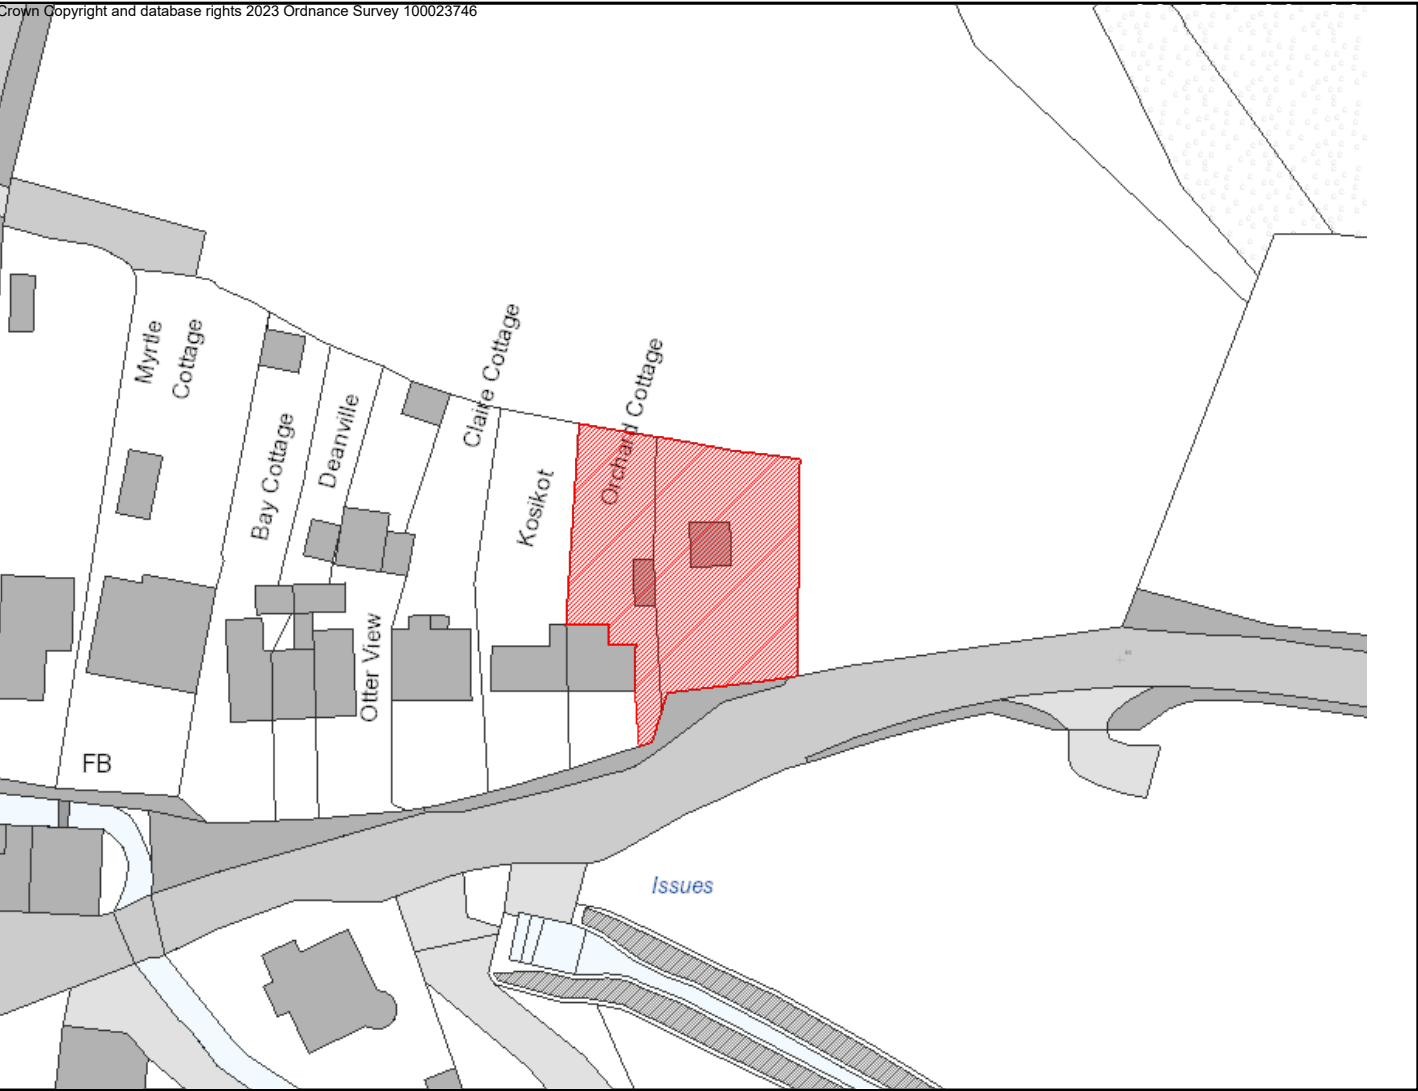 Crown Copyright and database rights 2023 Ordnance Survey 100023746
Myrtle
Cottage
Bay Cottage
Deanville
Claire Cottage
Kosikot
Orchard Cottage
Otter View
FB
Issues